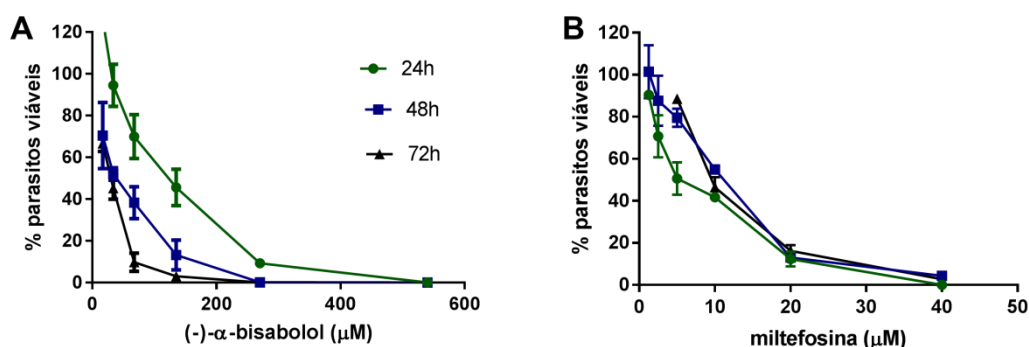 A
% parasitos viáveis
120
100
80
60
40
20
0
0
200
400
600
(-)-α-bisabolol (μM)
24h
48h
72h
B
% parasitos viáveis
120
100
80
60
40
20
0
10
20
30
40
50
miltefosina (μM)